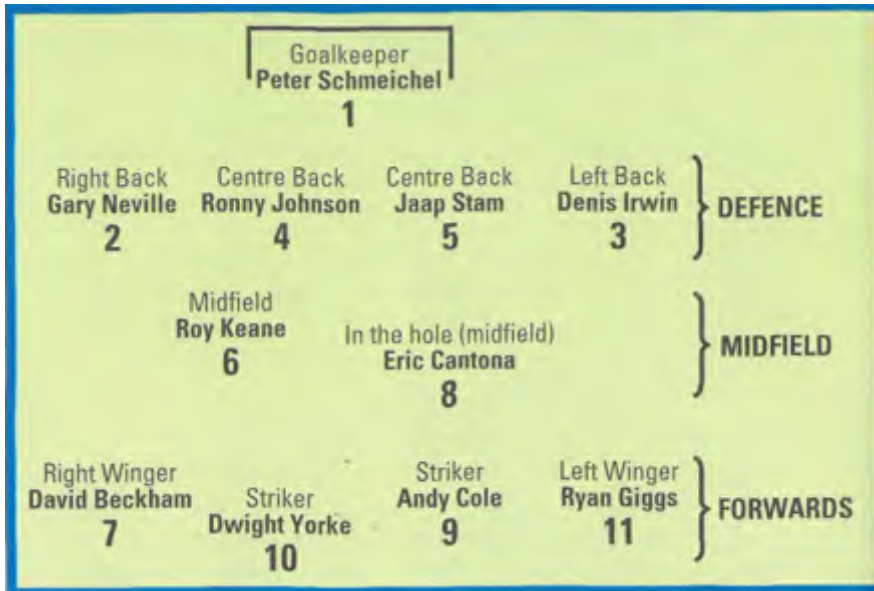 Goalkeeper
Peter Schmeichel
1
Right Back
Gary Neville
2
Centre Back
Ronny Johnson
4
Centre Back
Jaap Stam
5
Left Back
Denis Irwin
3
DEFENCE
Midfield
Roy Keane
6
In the hole (midfield)
Eric Cantona
8
MIDFIELD
Right Winger
David Beckham
7
Striker
Dwight Yorke
10
Striker
Andy Cole
9
Left Winger
Ryan Giggs
11
FORWARDS